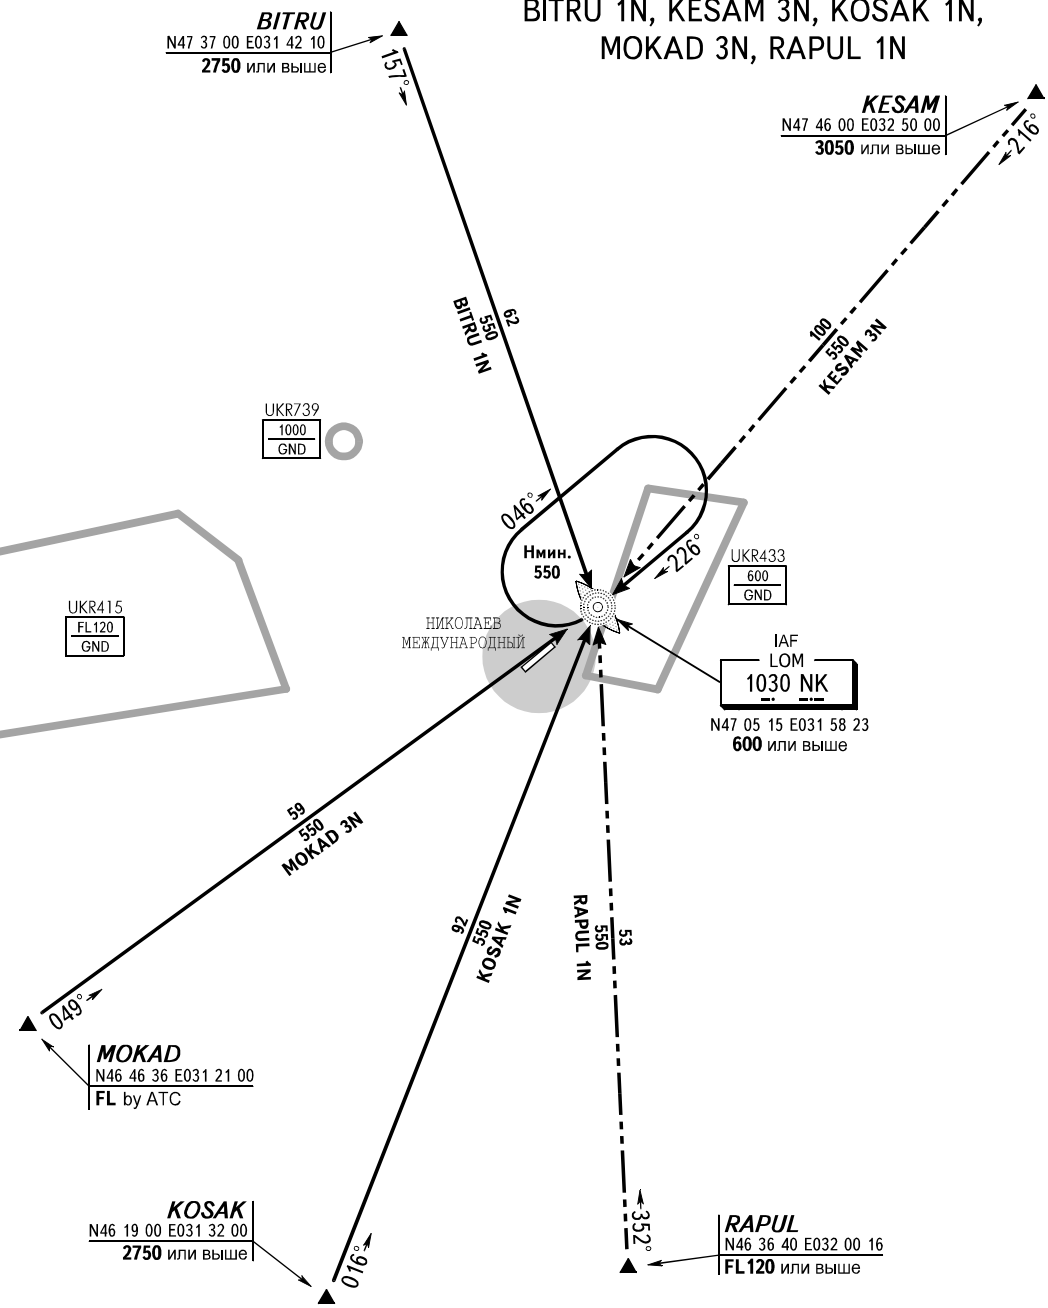 BITRU 1N, KESAM 3N, KOSAK 1N,
MOKAD 3N, RAPUL 1N
BITRU
N47 37 00 E031 42 10
2750 или выше
157°
KESAM
N47 46 00 E032 50 00
3050 или выше
216°
62
550
BITRU 1N
100
550
KESAM 3N
UKR739
1000
GND
046°
Hмин.
550
226°
UKR433
600
GND
UKR415
FL120
GND
НИКОЛАЕВ
МЕЖДУНАРОДНЫЙ
IAF
LOM
1030 NK
N47 05 15 E031 58 23
600 или выше
59
550
MOKAD 3N
92
550
KOSAK 1N
53
550
RAPUL 1N
049°
MOKAD
N46 46 36 E031 21 00
FL by ATC
KOSAK
N46 19 00 E031 32 00
2750 или выше
016°
352°
RAPUL
N46 36 40 E032 00 16
FL120 или выше